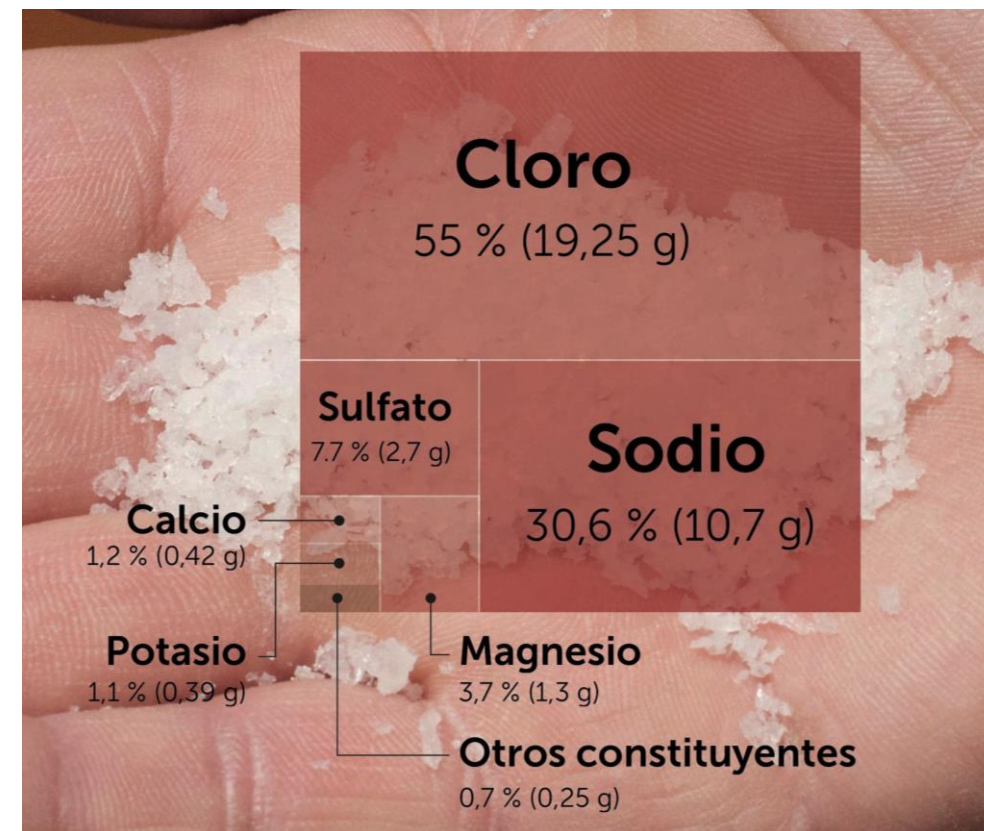 Cloro
55 % (19,25 g)
Sulfato
7.7 % (2,7 g)
Sodio
30,6 % (10,7 g)
Calcio
1,2 % (0,42 g)
Potasio
1,1 % (0,39 g)
Magnesio
3,7 % (1,3 g)
Otros constituyentes
0,7 % (0,25 g)